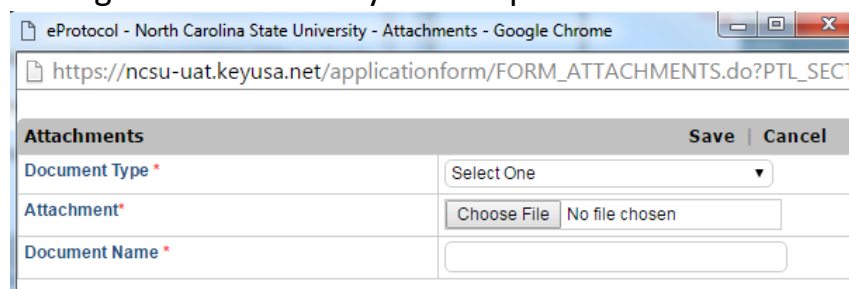 eProtocol - North Carolina State University - Attachments - Google Chrome
https://ncsu-uat.keyusa.net/applicationform/FORM_ATTACHMENTS.do?PTL_SECT
Attachments Save | Cancel
Document Type * Select One
Attachment* Choose File No file chosen
Document Name *